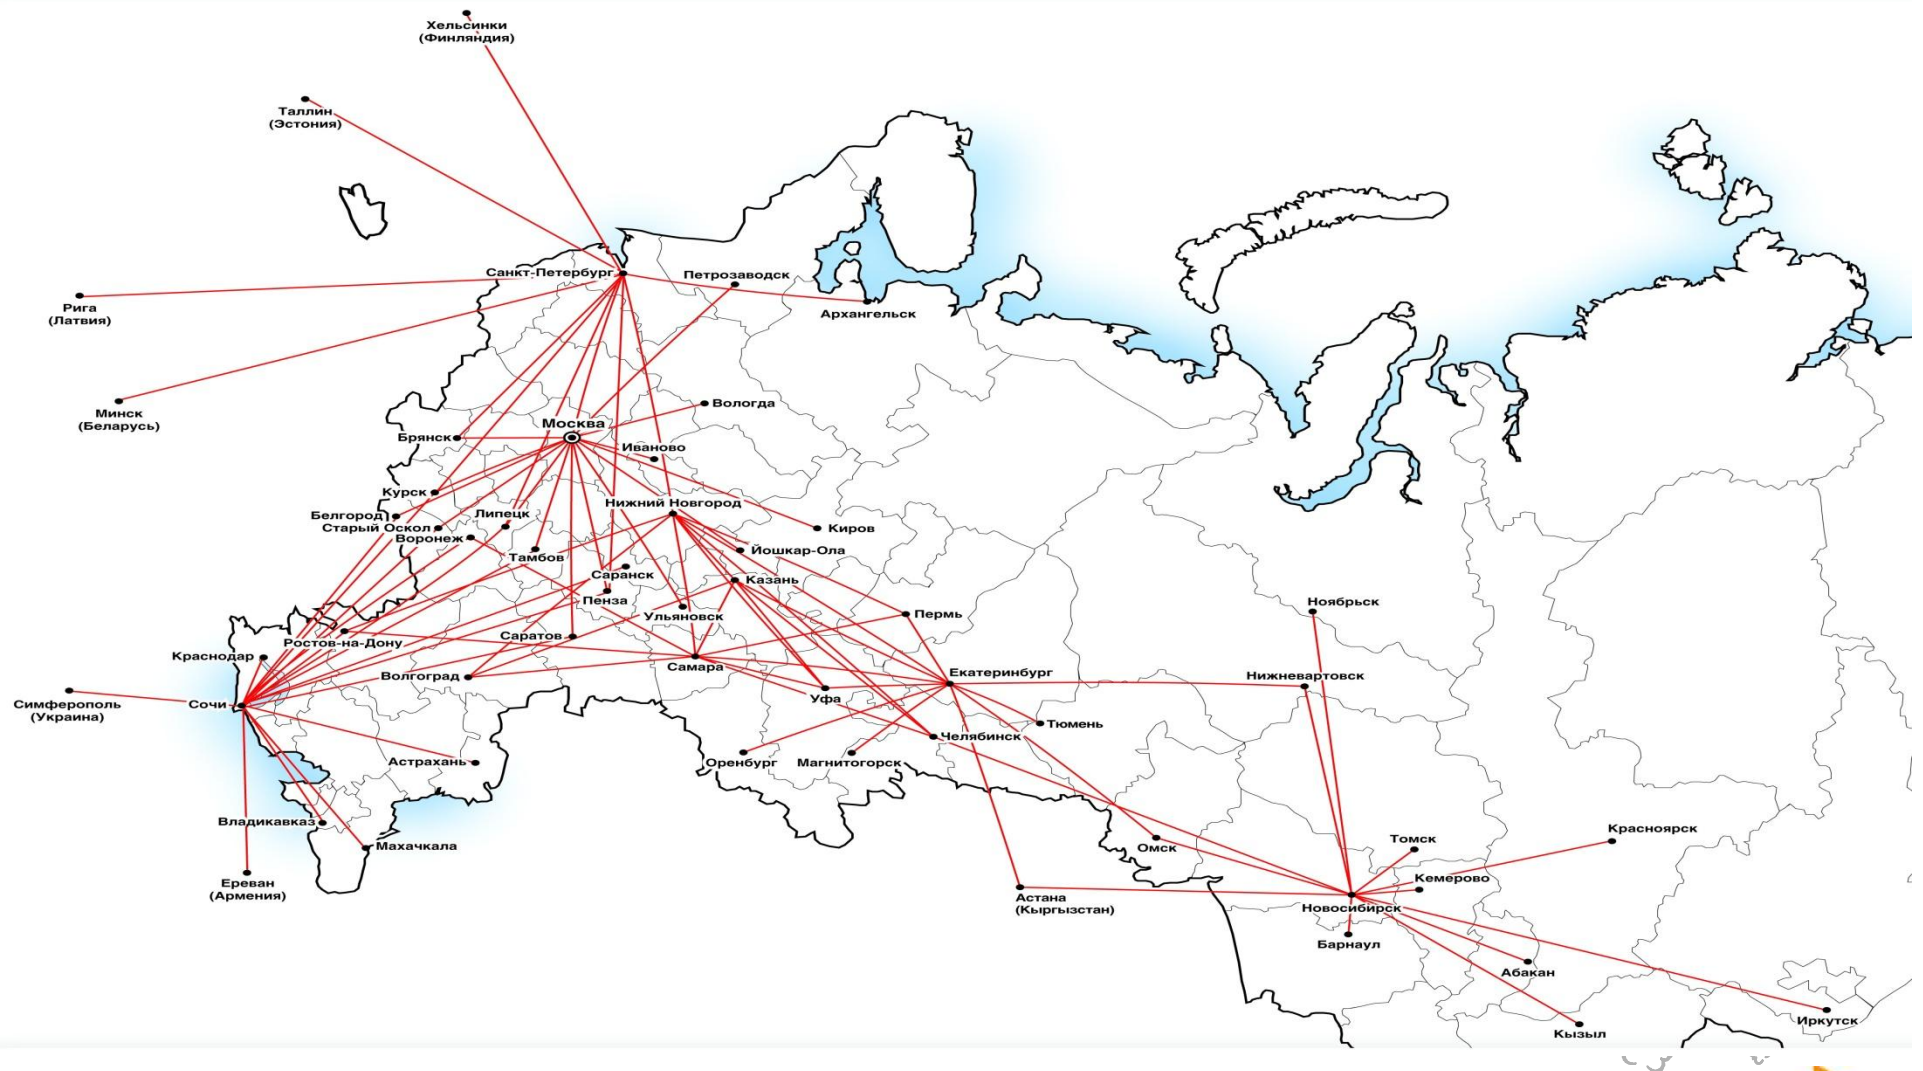 Хельсинки
(Финляндия)
Таллин
(Эстония)
Санкт-Петербург
Петрозаводск
Рига
(Латвия)
Архангельск
Минск
(Беларусь)
Вологда
Москва
Брянск
Иваново
Курск
Нижний Новгород
Белгород
Липецк
Старый Оскол
Киров
Воронеж
Тамбов
Йошкар-Ола
Саранск
Казань
Пенза
Ноябрьск
Ульяновск
Пермь
Саратов
Ростов-на-Дону
Краснодар
Самара
Екатеринбург
Волгоград
Нижневартовск
Уфа
Симферополь
(Украина)
Сочи
Тюмень
Челябинск
Астрахань
Оренбург
Магнитогорск
Владикавказ
Красноярск
Томск
Махачкала
Омск
Кемерово
Ереван
(Армения)
Астана
(Кыргызстан)
Новосибирск
Барнаул
Абакан
Иркутск
Кызыл